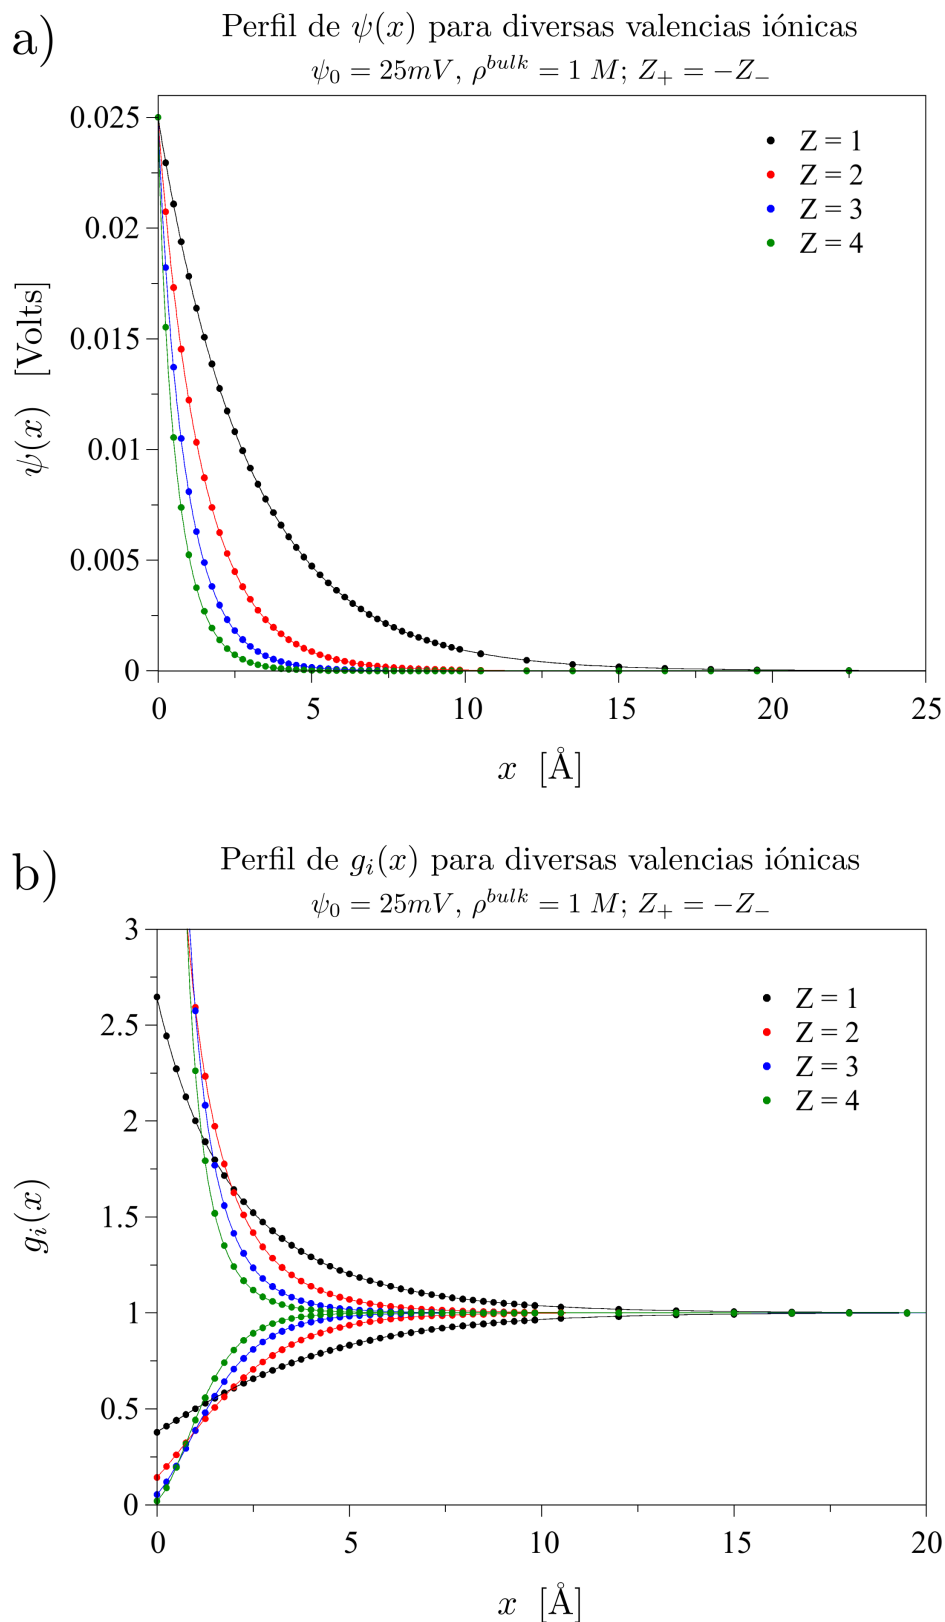 a)
Perfil de ψ(x) para diversas valencias iónicas
ψ₀ = 25mV, ρᵇᵘˡᵏ = 1 M; Z₊ = −Z₋
0.025
0.02
0.015
0.01
0.005
0
ψ(x) [Volts]
Z = 1
Z = 2
Z = 3
Z = 4
0 5 10 15 20 25
x [Å]
b)
Perfil de gᵢ(x) para diversas valencias iónicas
ψ₀ = 25mV, ρᵇᵘˡᵏ = 1 M; Z₊ = −Z₋
3
2.5
2
1.5
1
0.5
0
gᵢ(x)
Z = 1
Z = 2
Z = 3
Z = 4
0 5 10 15 20
x [Å]